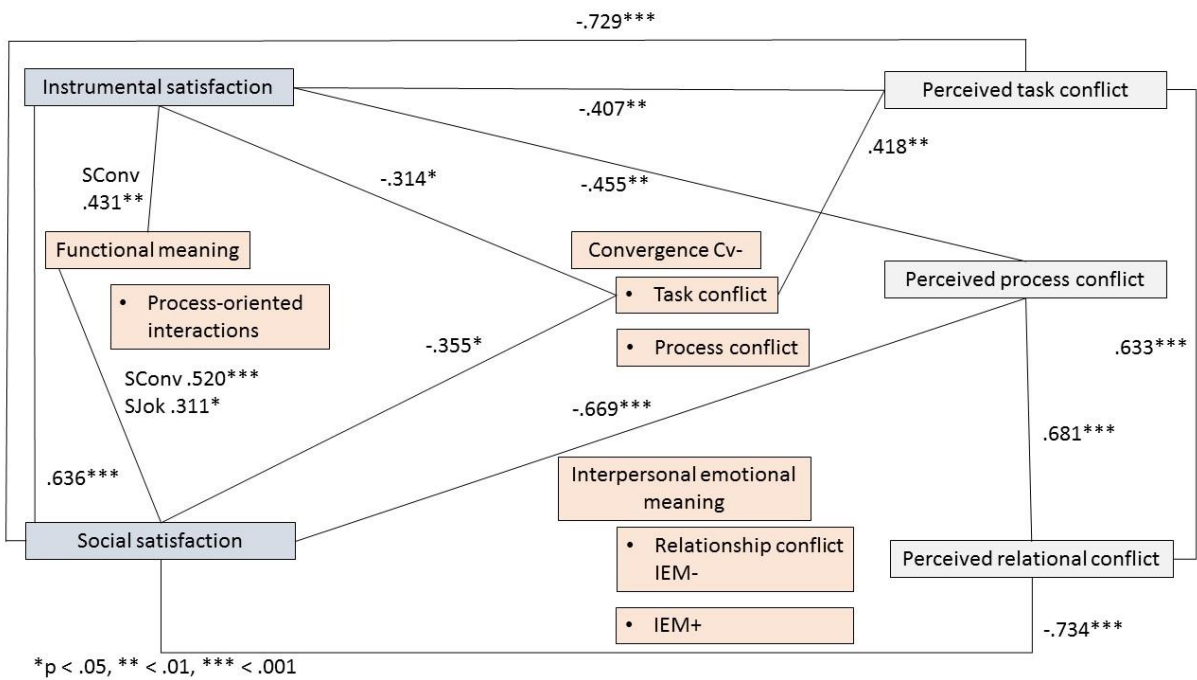 -.729***
Instrumental satisfaction
Perceived task conflict
-.407**
.418**
SConv
.431**
-.314*
-.455**
Functional meaning
Convergence Cv-
Perceived process conflict
• Task conflict
• Process-oriented
interactions
• Process conflict
-.355*
.633***
SConv .520***
SJok .311*
-.669***
.681***
.636***
Interpersonal emotional
meaning
Social satisfaction
• Relationship conflict
IEM-
Perceived relational conflict
• IEM+
-.734***
*p < .05, ** < .01, *** < .001